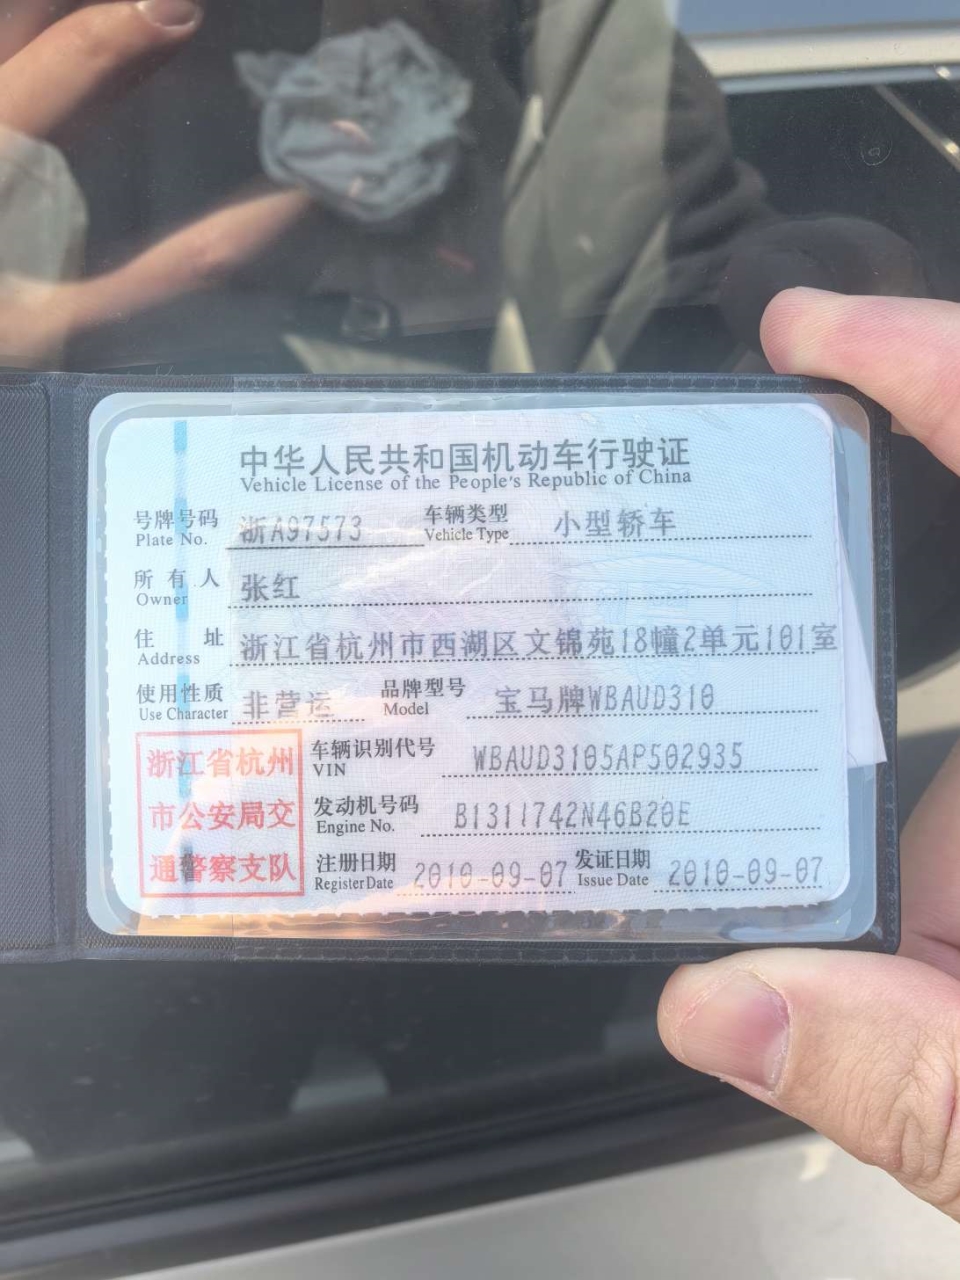 中华人民共和国机动车行驶证
Vehicle License of the People's Republic of China
号牌号码 浙A97573 车辆类型 小型轿车
Plate No. Vehicle Type
所有人 张红
Owner
住址 浙江省杭州市西湖区文锦苑18幢2单元101室
Address
使用性质 非营运 品牌型号 宝马牌WBAUD310
Use Character Model
浙江省杭州
市公安局交
通警察支队
车辆识别代号 WBAUD3105AP502935
VIN
发动机号码 B1311742N46B20E
Engine No.
注册日期 2010-09-07 发证日期 2010-09-07
Register Date Issue Date